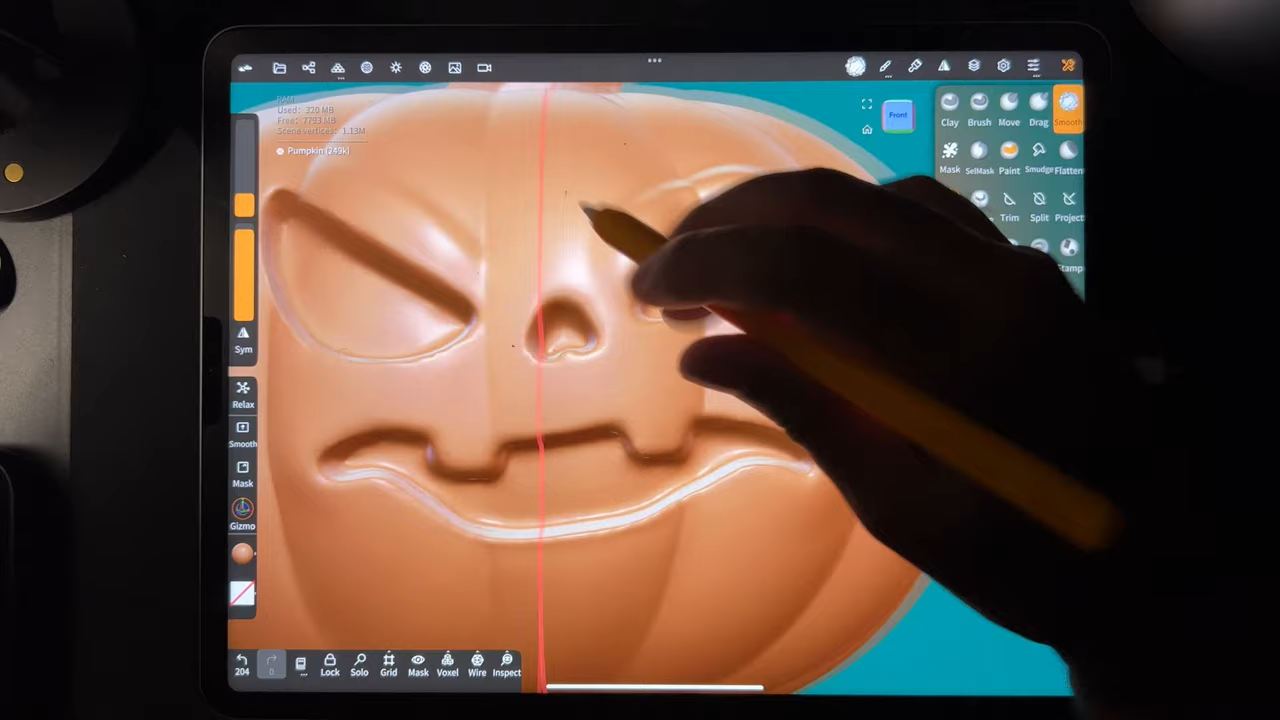 RAM
Used: 320 MB
Free: 7793 MB
Scene vertices: 1.13M
Pumpkin (249k)
Front
Clay
Brush
Move
Drag
Smooth
Mask
SelMask
Paint
Smudge
Flatten
Trim
Split
Project
Stamp
Sym
Relax
Smooth
Mask
Gizmo
204
0
Lock
Solo
Grid
Mask
Voxel
Wire
Inspect